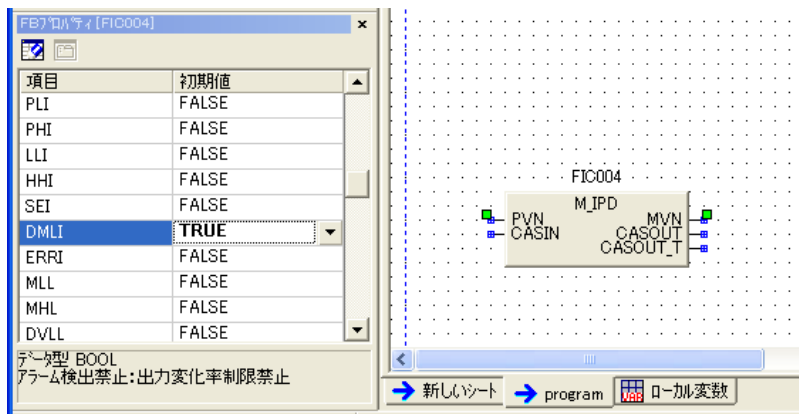 FBプロパティ [FIC004]
項目 初期値
PLI FALSE
PHI FALSE
LLI FALSE
HHI FALSE
SEI FALSE
DMLI TRUE
ERRI FALSE
MLL FALSE
MHL FALSE
DVLL FALSE
データ型 BOOL
アラーム検出禁止:出力変化率制限禁止
FIC004
M_IPD
PVN MVN
CASIN CASOUT
CASOUT_T
新しいシート program VAR ローカル変数